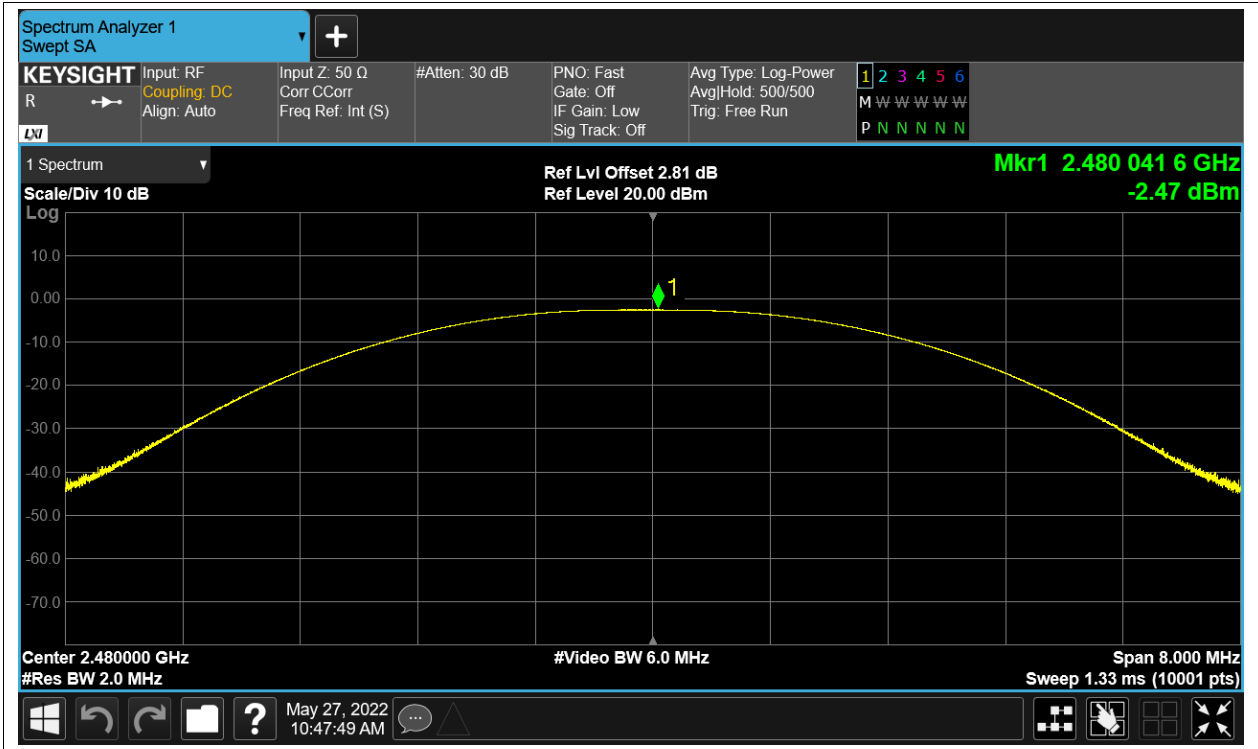 Spectrum Analyzer 1
Swept SA
+
KEYSIGHT
R
LXI
Input: RF
Coupling: DC
Align: Auto
Input Z: 50 Ω
Corr CCorr
Freq Ref: Int (S)
#Atten: 30 dB
PNO: Fast
Gate: Off
IF Gain: Low
Sig Track: Off
Avg Type: Log-Power
Avg|Hold: 500/500
Trig: Free Run
1 2 3 4 5 6
M W W W W W
P N N N N N
1 Spectrum
Scale/Div 10 dB
Log
Ref Lvl Offset 2.81 dB
Ref Level 20.00 dBm
Mkr1 2.480 041 6 GHz
-2.47 dBm
10.0
0.00
1
-10.0
-20.0
-30.0
-40.0
-50.0
-60.0
-70.0
Center 2.480000 GHz
#Video BW 6.0 MHz
Span 8.000 MHz
#Res BW 2.0 MHz
Sweep 1.33 ms (10001 pts)
?
May 27, 2022
10:47:49 AM